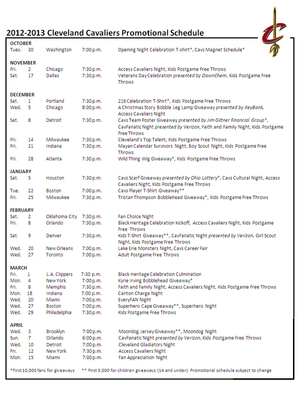 2012-2013 Cleveland Cavaliers Promotional Schedule
OCTOBER
Tues. 30 Washington 7:00 p.m. Opening Night Celebration T-shirt*, Cavs Magnet Schedule*
NOVEMBER
Fri. 2 Chicago 7:30 p.m. Access Cavaliers Night, Kids Postgame Free Throws
Sat. 17 Dallas 7:30 p.m. Veterans Day Celebration presented by DownChem, Kids Postgame Free
Throws
DECEMBER
Sat. 1 Portland 7:30 p.m. 216 Celebration T-Shirt*, Kids Postgame Free Throws
Wed. 5 Chicago 8:00 p.m. A Christmas Story Bobble Leg Lamp Giveaway presented by KeyBank,
Access Cavaliers Night
Sat. 8 Detroit 7:30 p.m. Cavs Team Poster Giveaway presented by Jim Gilbner Financial Group*,
CavFanatic Night presented by Verizon, Faith and Family Night, Kids Postgame
Free Throws
Fri. 14 Milwaukee 7:30 p.m. Cleveland's Top Talent, Kids Postgame Free Throws
Fri. 21 Indiana 7:30 p.m. Mayan Calendar Survivors Night, Boy Scout Night, Kids Postgame Free
Throws
Fri. 28 Atlanta 7:30 p.m. Wild Thing Wig Giveaway*, Kids Postgame Free Throws
JANUARY
Sat. 5 Houston 7:30 p.m. Cavs Scarf Giveaway presented by Ohio Lottery*, Cavs Cultural Night, Access
Cavaliers Night, Kids Postgame Free Throws
Tue. 22 Boston 7:00 p.m. Cavs Player T-Shirt Giveaway**
Fri. 25 Milwaukee 7:30 p.m. Tristan Thompson Bobblehead Giveaway*, Kids Postgame Free Throws
FEBRUARY
Sat. 2 Oklahoma City 7:30 p.m. Fan Choice Night
Fri. 8 Orlando 7:30 p.m. Black Heritage Celebration Kickoff, Access Cavaliers Night, Kids Postgame
Free Throws
Sat. 9 Denver 7:30 p.m. Kids T-Shirt Giveaway**, CavFanatic Night presented by Verizon, Girl Scout
Night, Kids Postgame Free Throws
Wed. 20 New Orleans 7:00 p.m. Lake Erie Monsters Night, Cavs Career Fair
Wed. 27 Toronto 7:00 p.m. Adult Postgame Free Throws
MARCH
Fri. 1 L.A. Clippers 7:30 p.m. Black Heritage Celebration Culmination
Mon. 4 New York 7:00 p.m. Kyrie Irving Bobblehead Giveaway*
Fri. 8 Memphis 7:30 p.m. Faith and Family Night, Access Cavaliers Night, Kids Postgame Free Throws
Mon. 18 Indiana 7:00 p.m. Canton Charge Night
Wed. 20 Miami 7:00 p.m. EveryFAN Night
Wed. 27 Boston 7:00 p.m. Superhero Cape Giveaway**, Superhero Night
Wed. 29 Philadelphia 7:30 p.m. Kids Postgame Free Throws
APRIL
Wed. 3 Brooklyn 7:00 p.m. Moondog Jersey Giveaway**, Moondog Night
Sun. 7 Orlando 6:00 p.m. CavFanatic Night presented by Verizon, Kids Postgame Free Throws
Wed. 10 Detroit 7:00 p.m. Cleveland Gladiators Night
Fri. 12 New York 7:30 p.m. Access Cavaliers Night
Mon. 15 Miami 7:00 p.m. Fan Appreciation Night
*First 10,000 fans for giveaways ** First 5,000 for children giveaways (14 and under). Promotional schedule subject to change